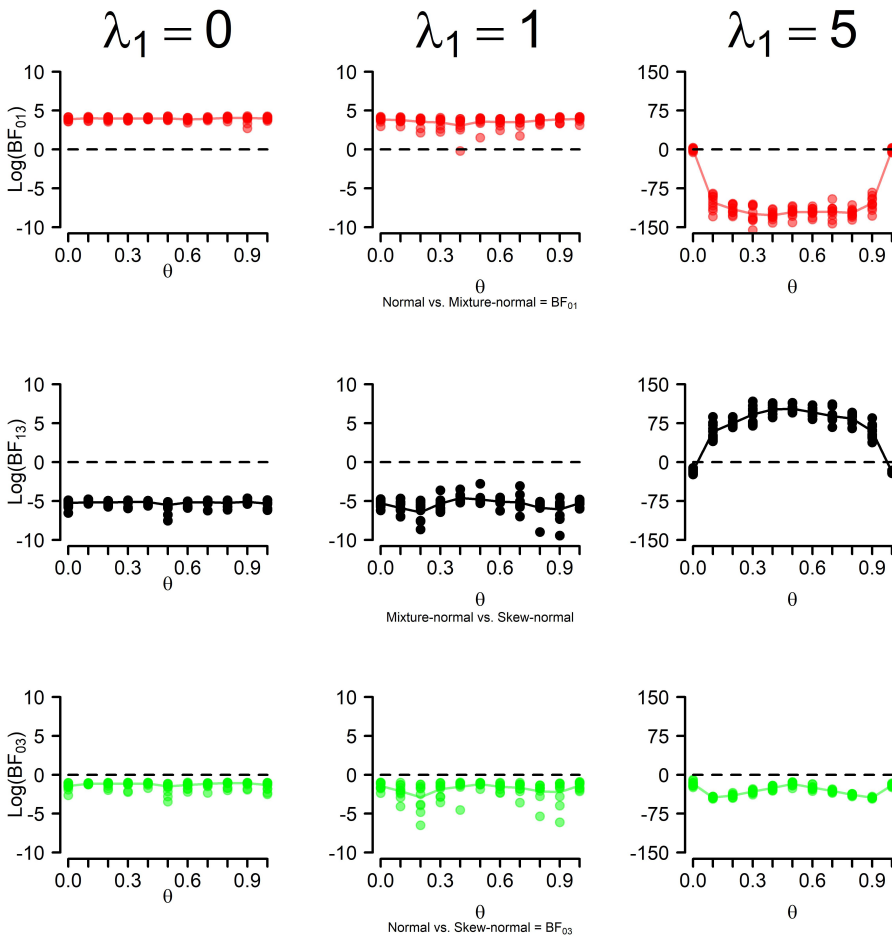 λ₁ = 0 λ₁ = 1 λ₁ = 5
10 10 150
5 5 75
Log(BF₀₁) 0 0 0
-5 -5 -75
-10 -10 -150
0.0 0.3 0.6 0.9 0.0 0.3 0.6 0.9 0.0 0.3 0.6 0.9
θ θ θ
Normal vs. Mixture-normal = BF₀₁
10 10 150
5 5 75
Log(BF₁₃) 0 0 0
-5 -5 -75
-10 -10 -150
0.0 0.3 0.6 0.9 0.0 0.3 0.6 0.9 0.0 0.3 0.6 0.9
θ θ θ
Mixture-normal vs. Skew-normal
10 10 150
5 5 75
Log(BF₀₃) 0 0 0
-5 -5 -75
-10 -10 -150
0.0 0.3 0.6 0.9 0.0 0.3 0.6 0.9 0.0 0.3 0.6 0.9
θ θ θ
Normal vs. Skew-normal = BF₀₃